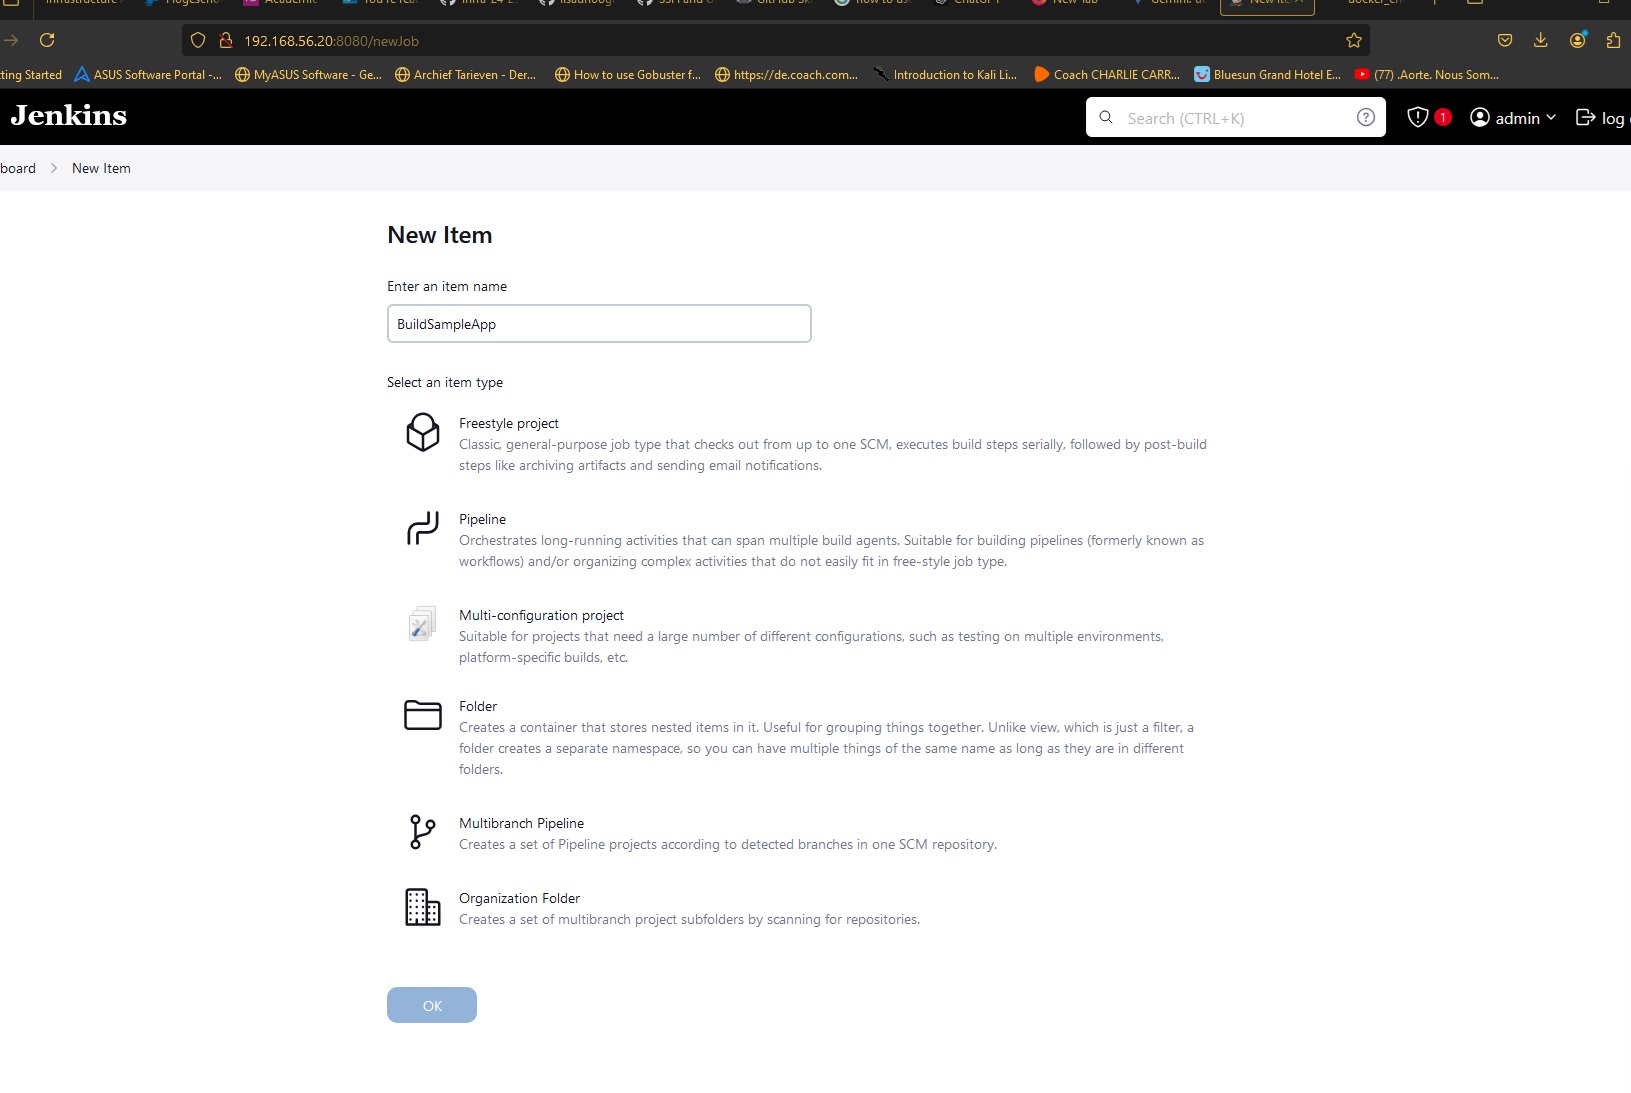 192.168.56.20:8080/newJob
ting Started ASUS Software Portal -... MyASUS Software - Ge... Archief Tarieven - Der... How to use Gobuster f... https://de.coach.com... Introduction to Kali Li... Coach CHARLIE CARR... Bluesun Grand Hotel E... (77) .Aorte. Nous Som...
Jenkins
Search (CTRL+K)
1
admin
log
board
New Item
New Item
Enter an item name
BuildSampleApp
Select an item type
Freestyle project
Classic, general-purpose job type that checks out from up to one SCM, executes build steps serially, followed by post-build
steps like archiving artifacts and sending email notifications.
Pipeline
Orchestrates long-running activities that can span multiple build agents. Suitable for building pipelines (formerly known as
workflows) and/or organizing complex activities that do not easily fit in free-style job type.
Multi-configuration project
Suitable for projects that need a large number of different configurations, such as testing on multiple environments,
platform-specific builds, etc.
Folder
Creates a container that stores nested items in it. Useful for grouping things together. Unlike view, which is just a filter, a
folder creates a separate namespace, so you can have multiple things of the same name as long as they are in different
folders.
Multibranch Pipeline
Creates a set of Pipeline projects according to detected branches in one SCM repository.
Organization Folder
Creates a set of multibranch project subfolders by scanning for repositories.
OK